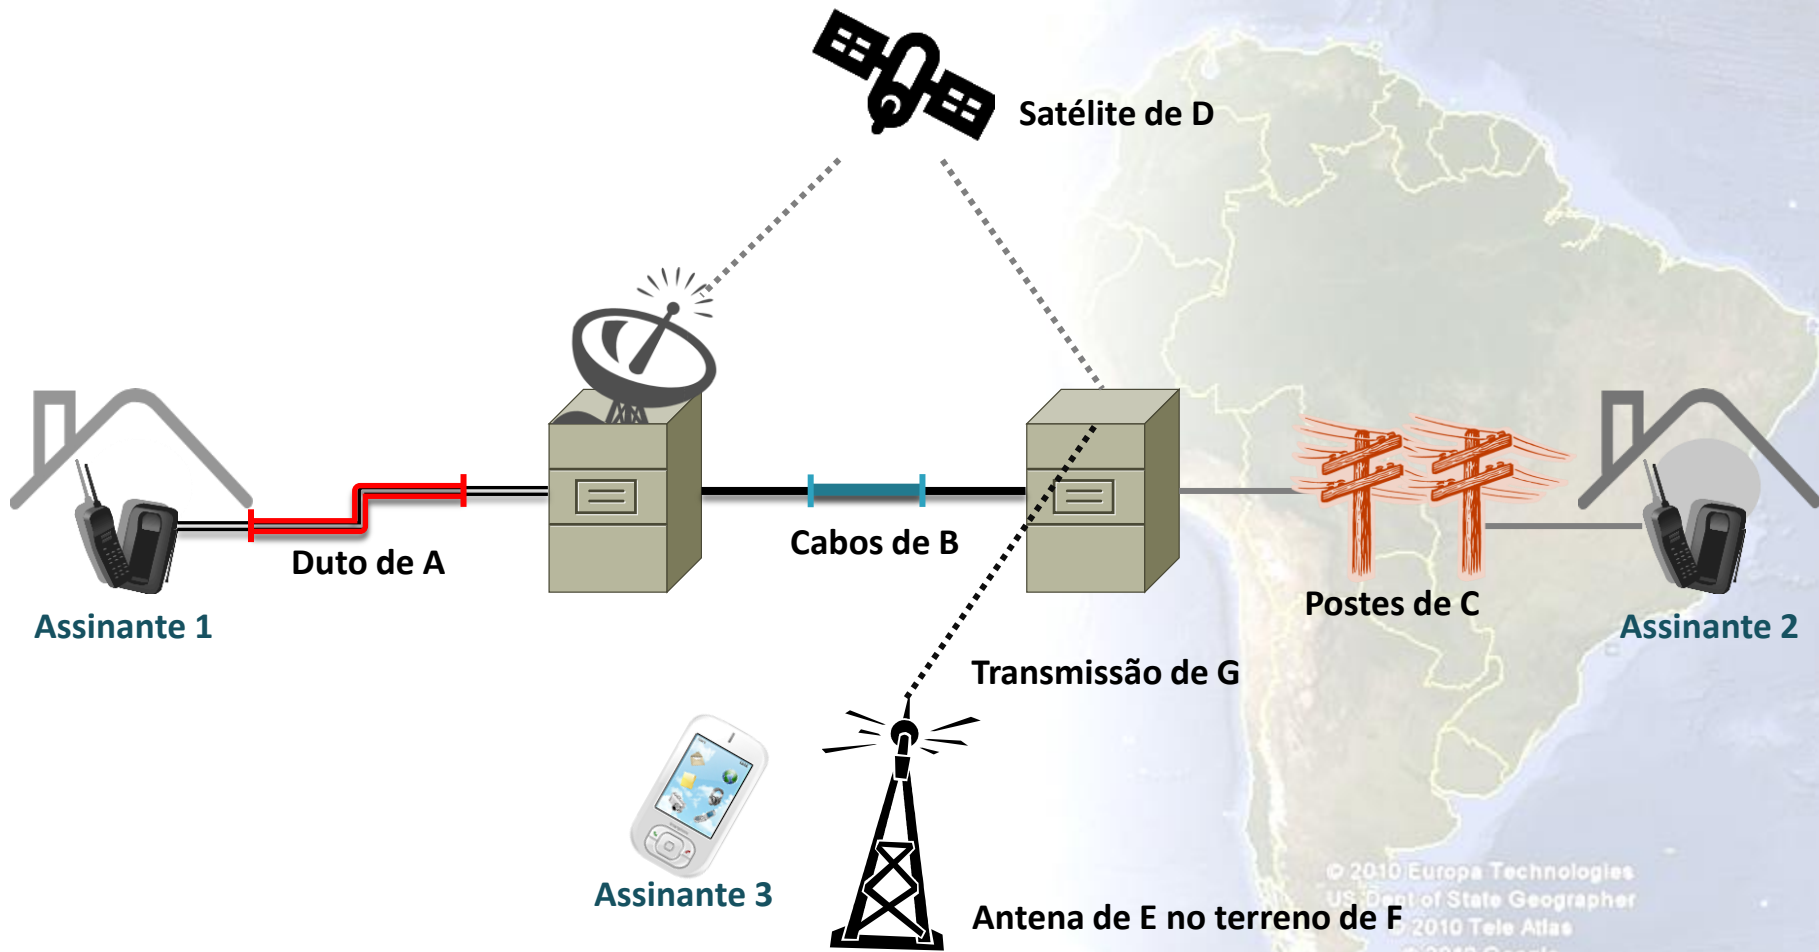 Satélite de D
Duto de A
Cabos de B
Postes de C
Assinante 1
Assinante 2
Transmissão de G
Assinante 3
Antena de E no terreno de F
© 2010 Europa Technologies
US Dept of State Geographer
© 2010 Tele Atlas